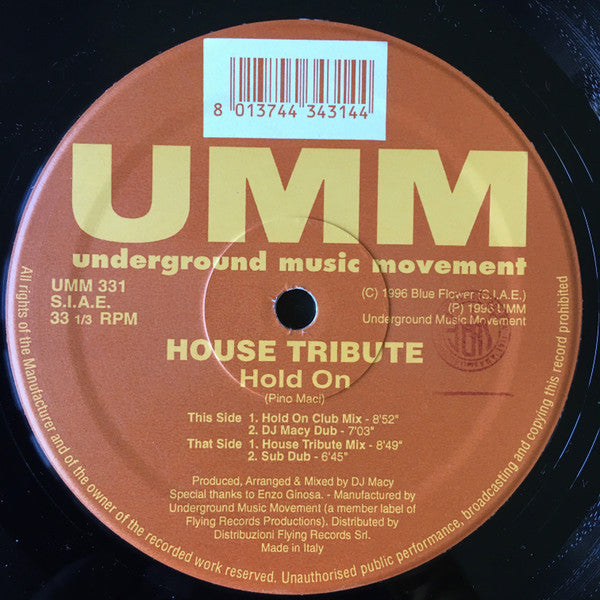 8 013744 343144
UMM
underground music movement
UMM 331
S.I.A.E.
33 1/3 RPM
(C) 1996 Blue Flower (S.I.A.E.)
(P) 1996 UMM
Underground Music Movement
HOUSE TRIBUTE
Hold On
(Pino Maci)
This Side 1. Hold On Club Mix - 8'52"
2. DJ Macy Dub - 7'03"
That Side 1. House Tribute Mix - 8'49"
2. Sub Dub - 6'45"
Produced, Arranged & Mixed by DJ Macy
Special thanks to Enzo Ginosa. - Manufactured by
Underground Music Movement (a member label of
Flying Records Productions). Distributed by
Distribuzioni Flying Records Srl.
Made in Italy
All rights of the Manufacturer and of the owner of the recorded work reserved. Unauthorised public performance, broadcasting and copying this record prohibited